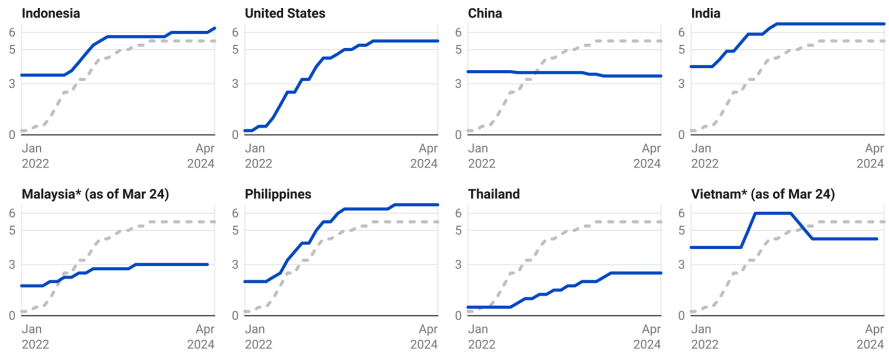 Indonesia
6
5
3
0
Jan
2022
Apr
2024
United States
Jan
2022
Apr
2024
China
6
5
3
0
Jan
2022
Apr
2024
India
6
5
3
0
Jan
2022
Apr
2024
Malaysia* (as of Mar 24)
6
5
3
0
Jan
2022
Apr
2024
Philippines
6
5
3
0
Jan
2022
Apr
2024
Thailand
6
5
3
0
Jan
2022
Apr
2024
Vietnam* (as of Mar 24)
6
5
3
0
Jan
2022
Apr
2024